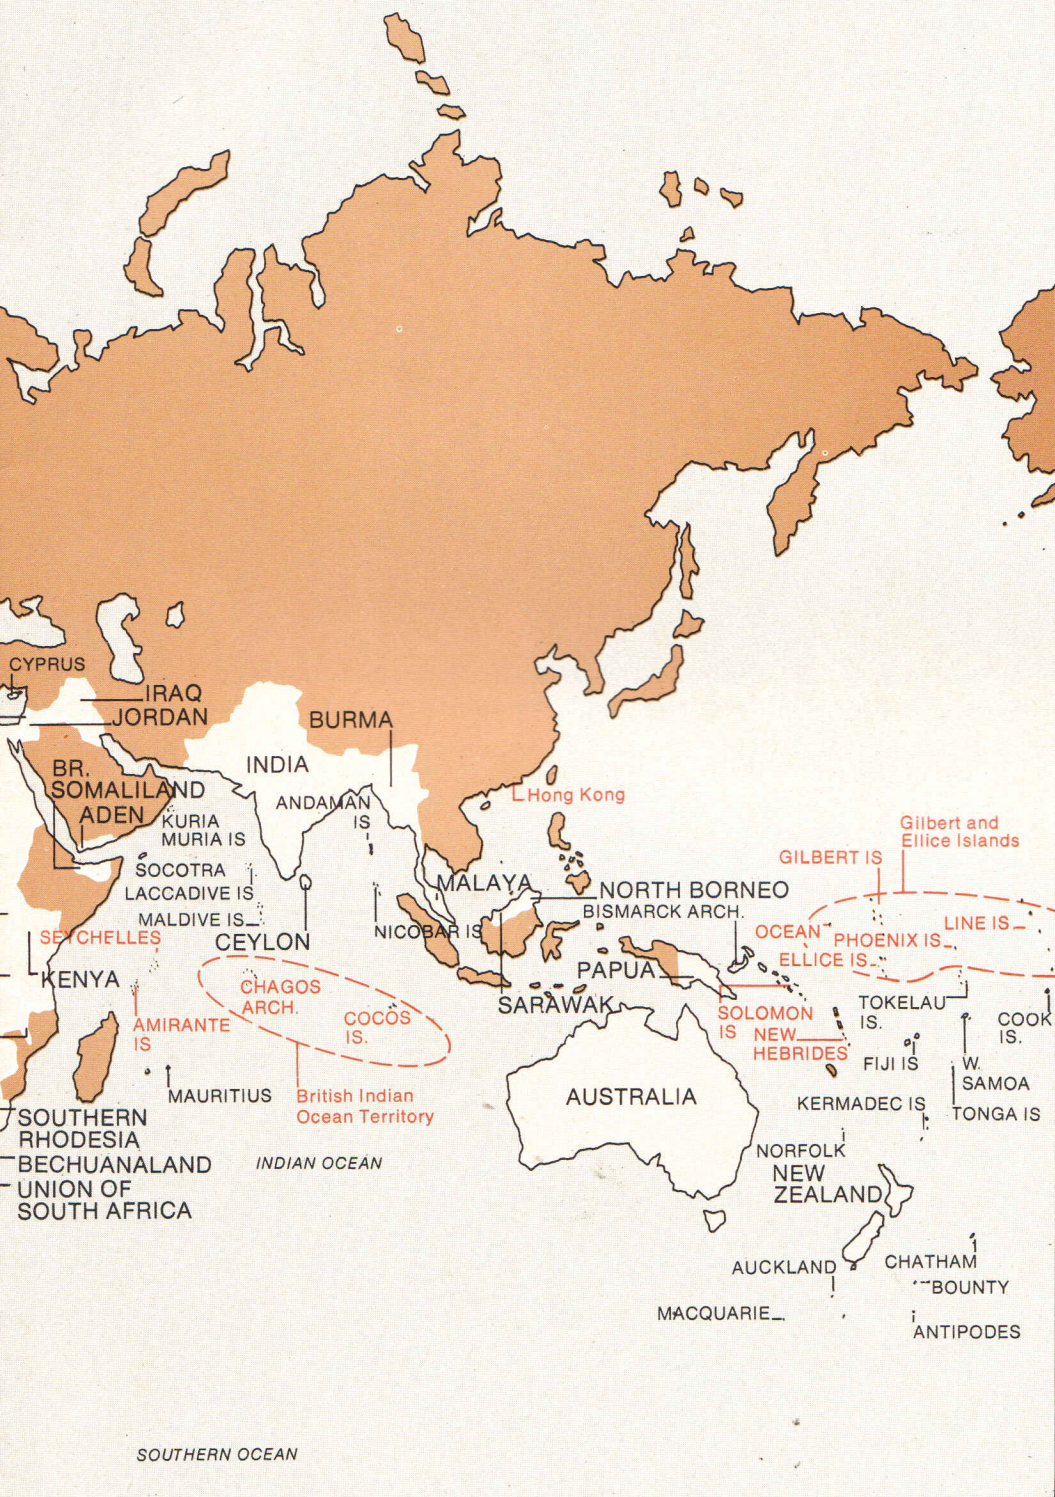 CYPRUS
IRAQ
JORDAN
BURMA
INDIA
BR.
SOMALILAND
ADEN
ANDAMAN
IS
Hong Kong
KURIA
MURIA IS
SOCOTRA
LACCADIVE IS
MALDIVE IS
SEYCHELLES
CEYLON
NICOBAR IS
MALAYA
NORTH BORNEO
BISMARCK ARCH.
Gilbert and
Ellice Islands
GILBERT IS
OCEAN
PHOENIX IS
LINE IS
ELLICE IS
KENYA
CHAGOS
ARCH.
COCOS
IS.
PAPUA
SARAWAK
SOLOMON
IS
NEW
HEBRIDES
TOKELAU
IS.
COOK
IS.
AMIRANTE
IS
MAURITIUS
British Indian
Ocean Territory
AUSTRALIA
FIJI IS
W.
SAMOA
KERMADEC IS
TONGA IS
SOUTHERN
RHODESIA
BECHUANALAND
UNION OF
SOUTH AFRICA
INDIAN OCEAN
NORFOLK
NEW
ZEALAND
AUCKLAND
CHATHAM
BOUNTY
MACQUARIE
ANTIPODES
SOUTHERN OCEAN